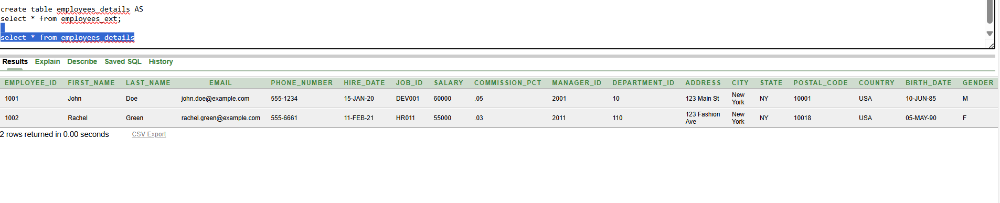 create table employees_details AS
select * from employees_ext;
select * from employees_details
Results Explain Describe Saved SQL History
EMPLOYEE_ID FIRST_NAME LAST_NAME EMAIL PHONE_NUMBER HIRE_DATE JOB_ID SALARY COMMISSION_PCT MANAGER_ID DEPARTMENT_ID ADDRESS CITY STATE POSTAL_CODE COUNTRY BIRTH_DATE GENDER
1001 John Doe john.doe@example.com 555-1234 15-JAN-20 DEV001 60000 .05 2001 10 123 Main St New York NY 10001 USA 10-JUN-85 M
1002 Rachel Green rachel.green@example.com 555-6661 11-FEB-21 HR011 55000 .03 2011 110 123 Fashion Ave New York NY 10018 USA 05-MAY-90 F
2 rows returned in 0.00 seconds CSV Export